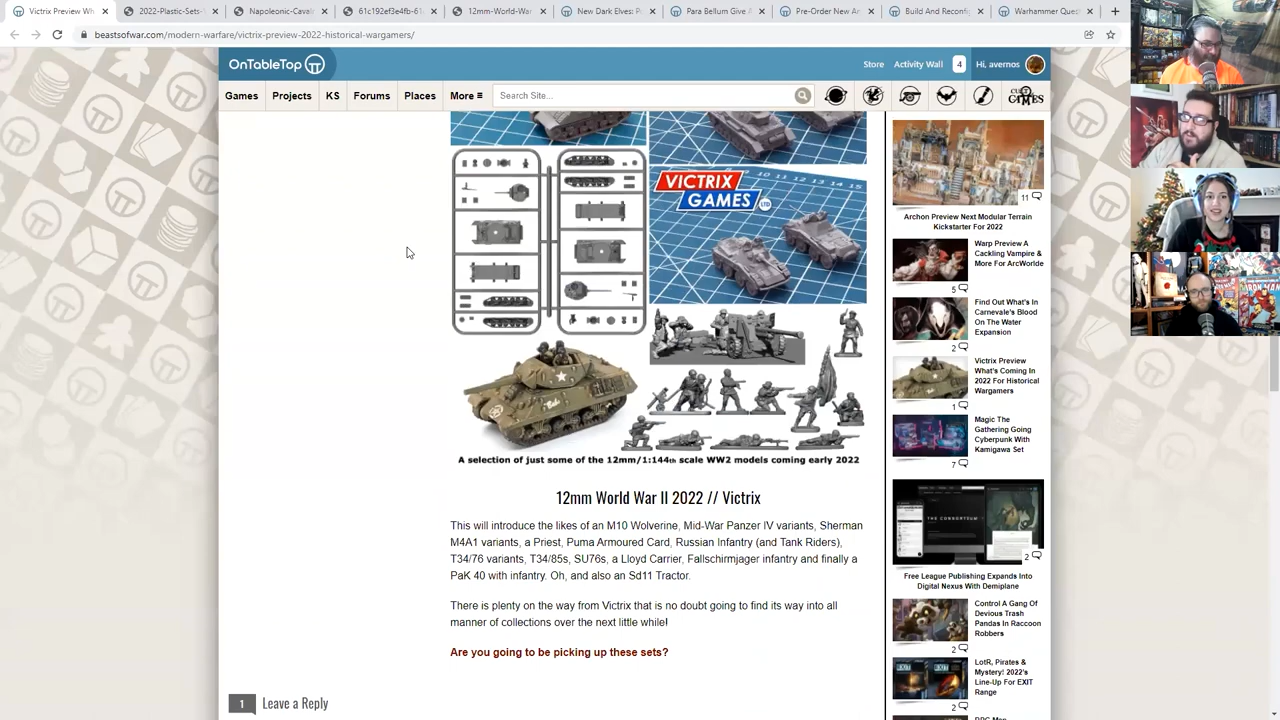 Victrix Preview Wh
2022-Plastic-Sets-
Napoleonic-Caval
61c192ef3e4fb-61
12mm-World-War
New Dark Elves P
Para Bellum Give A
Pre-Order New Ar
Build And Reconfig
Warhammer Quest
beastsofwar.com/modern-warfare/victrix-preview-2022-historical-wargamers/
OnTableTop
Store
Activity Wall
4
Hi, avernos
Games
Projects
KS
Forums
Places
More
Search Site...
GAMES
VICTRIX
GAMES
LTD
10 11 12 13 14 15
A selection of just some of the 12mm/1:144th scale WW2 models coming early 2022
12mm World War II 2022 // Victrix
This will introduce the likes of an M10 Wolverine, Mid-War Panzer IV variants, Sherman
M4A1 variants, a Priest, Puma Armoured Card, Russian Infantry (and Tank Riders),
T34/76 variants, T34/85s, SU76s, a Lloyd Carrier, Fallschirmjager infantry and finally a
PaK 40 with infantry. Oh, and also an Sd11 Tractor.
There is plenty on the way from Victrix that is no doubt going to find its way into all
manner of collections over the next little while!
Are you going to be picking up these sets?
1
Leave a Reply
11
Archon Preview Next Modular Terrain
Kickstarter For 2022
Warp Preview A
Cackling Vampire &
More For ArcWorlde
5
Find Out What's In
Carnevale's Blood
On The Water
Expansion
2
Victrix Preview
What's Coming In
2022 For Historical
Wargamers
1
Magic The
Gathering Going
Cyberpunk With
Kamigawa Set
7
THE CONSORTIUM
2
Free League Publishing Expands Into
Digital Nexus With Demiplane
Control A Gang Of
Devious Trash
Pandas In Raccoon
Robbers
2
EXIT
EXIT
LotR, Pirates &
Mystery! 2022's
Line-Up For EXIT
Range
2
IRON MAN